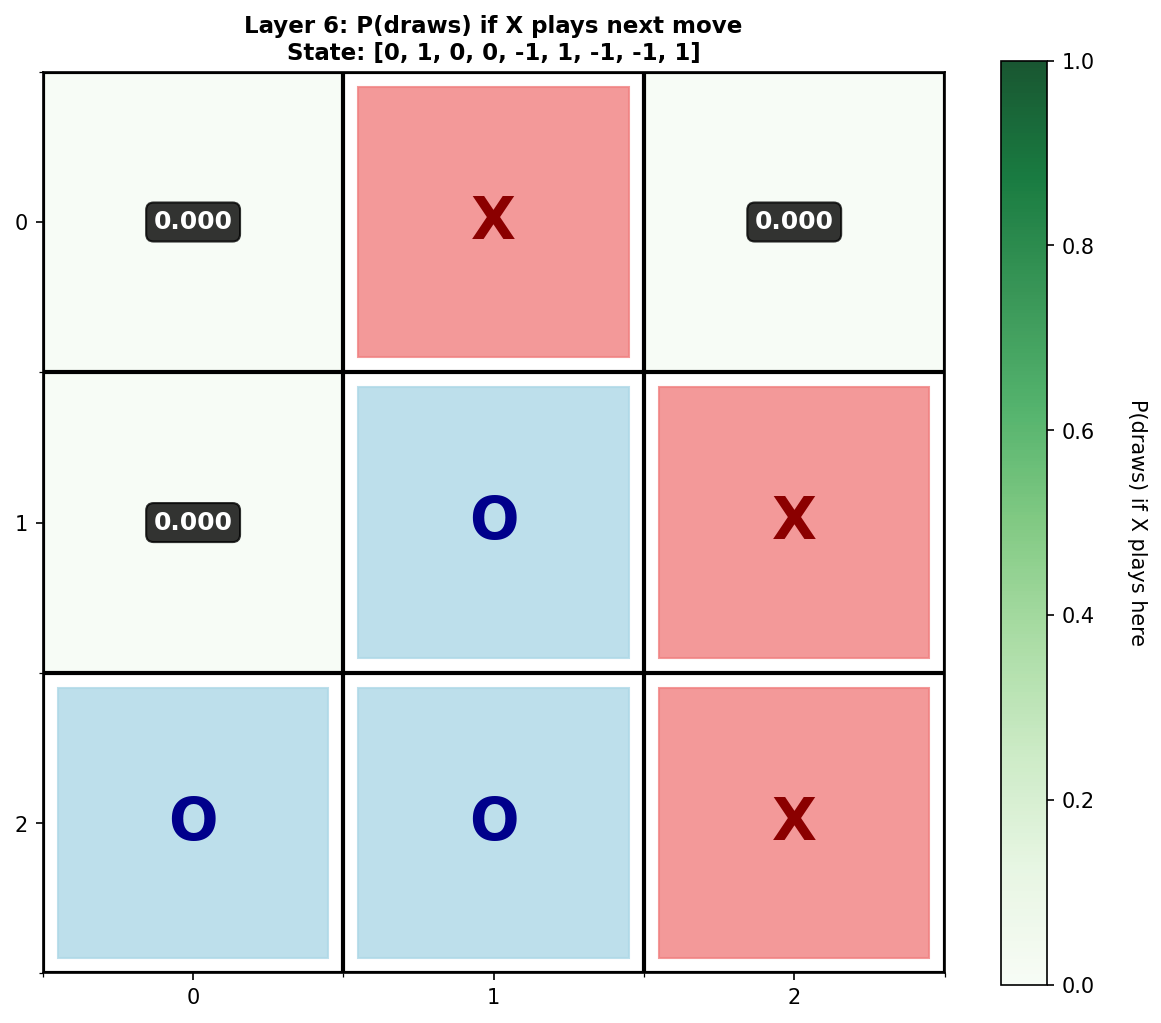 Layer 6: P(draws) if X plays next move
State: [0, 1, 0, 0, -1, 1, -1, -1, 1]
0.000
X
0.000
0
0.000
O
X
1
O
O
X
2
0
1
2
1.0
0.8
0.6
0.4
0.2
0.0
P(draws) if X plays here